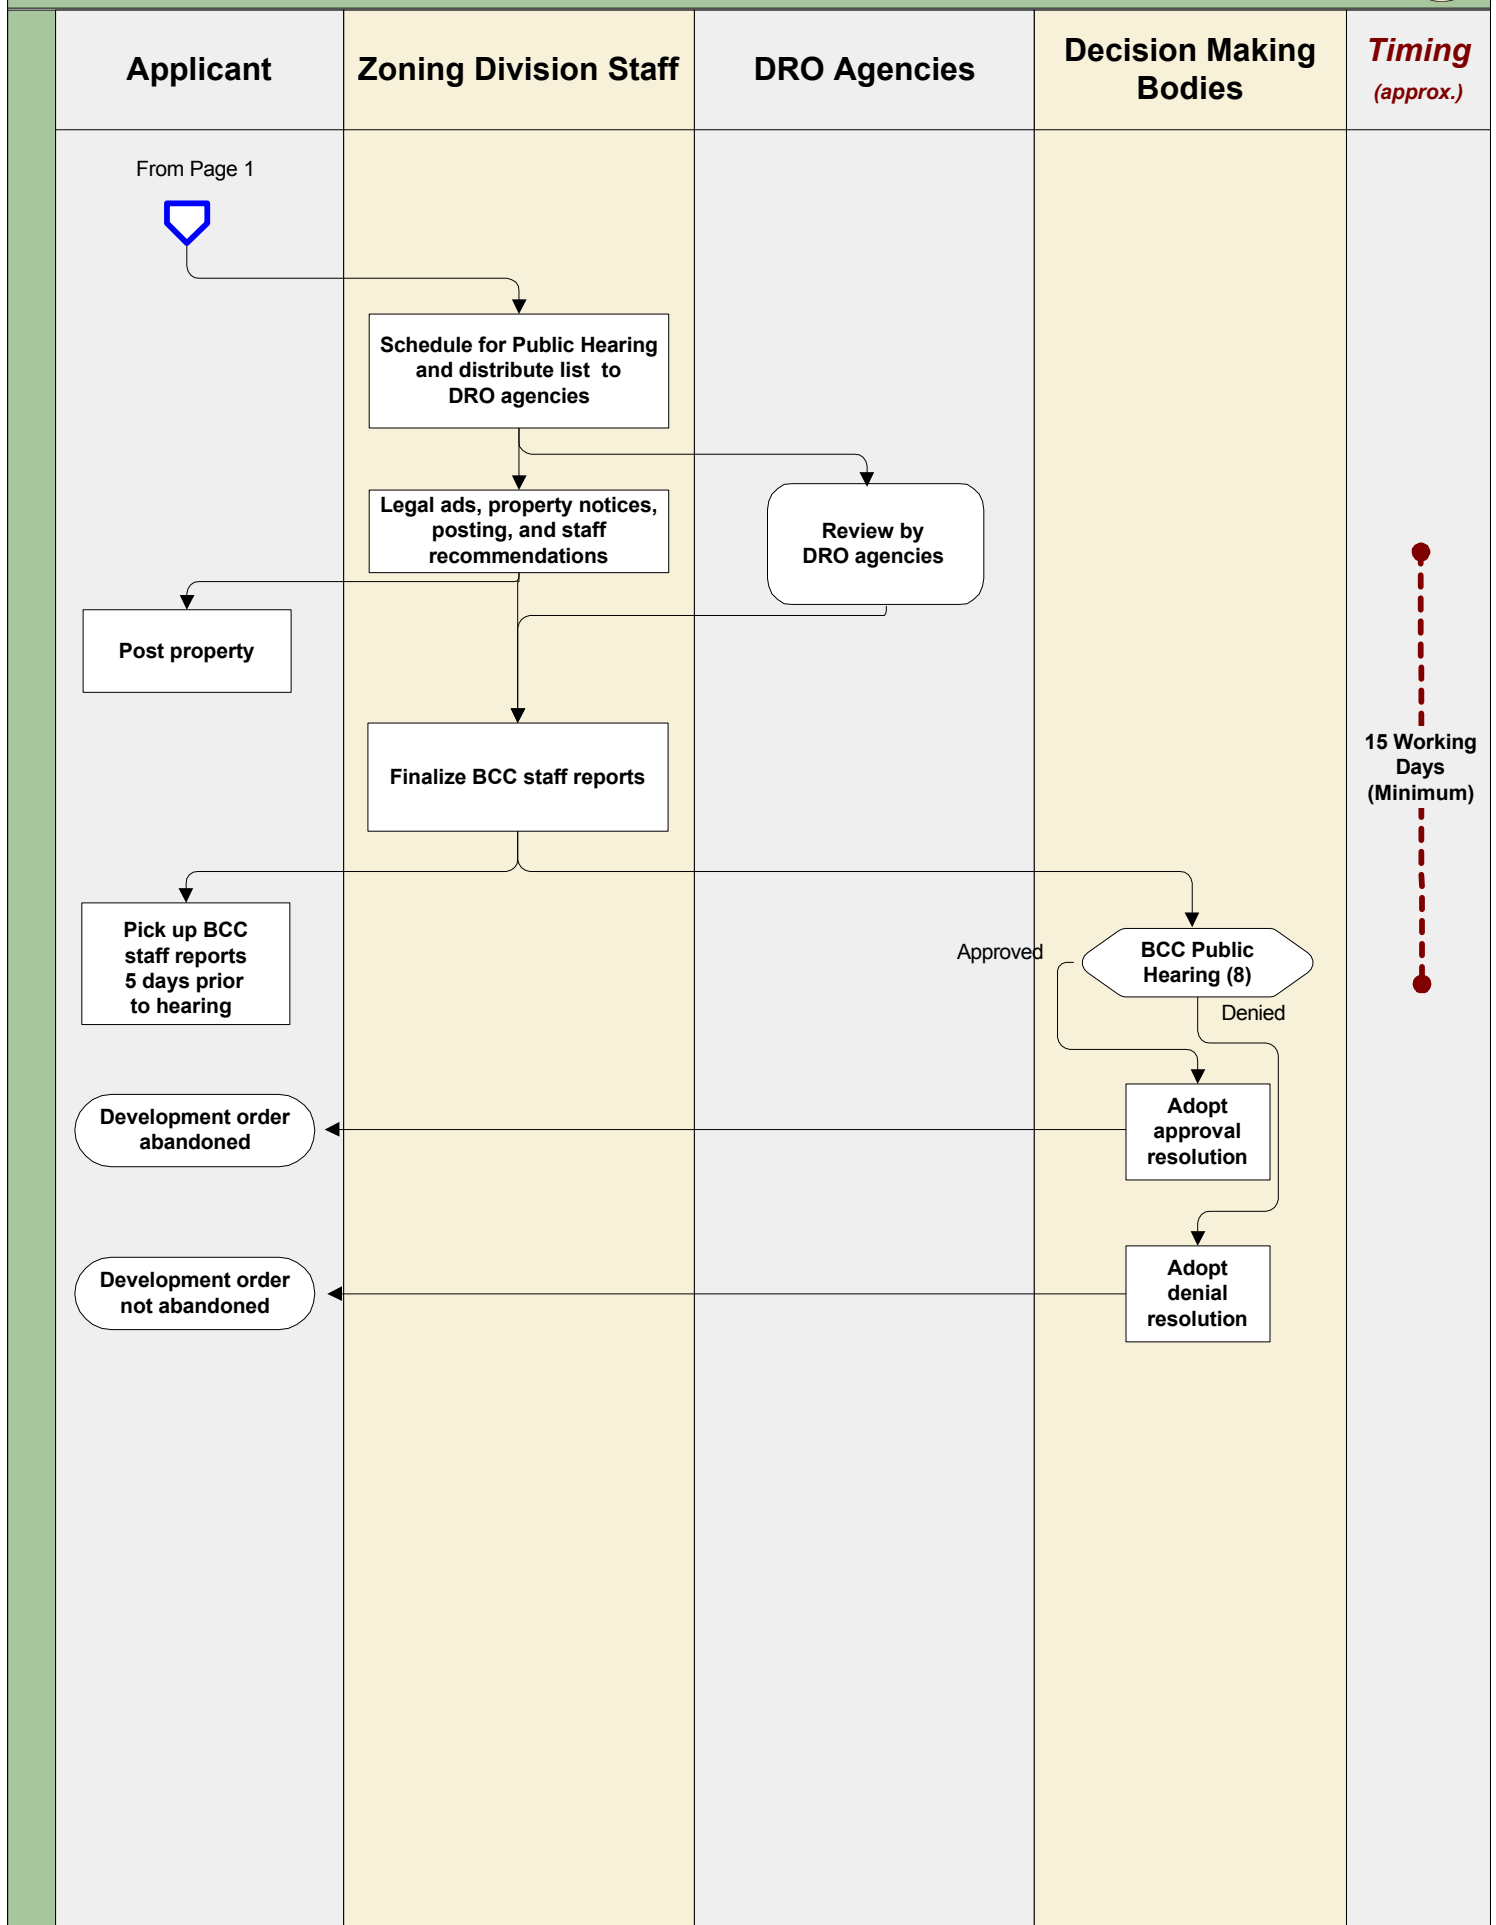 Applicant
Zoning Division Staff
DRO Agencies
Decision Making
Bodies
Timing
(approx.)
From Page 1
Schedule for Public Hearing
and distribute list to
DRO agencies
Legal ads, property notices,
posting, and staff
recommendations
Review by
DRO agencies
Post property
Finalize BCC staff reports
15 Working
Days
(Minimum)
Pick up BCC
staff reports
5 days prior
to hearing
Approved
BCC Public
Hearing (8)
Denied
Development order
abandoned
Adopt
approval
resolution
Development order
not abandoned
Adopt
denial
resolution